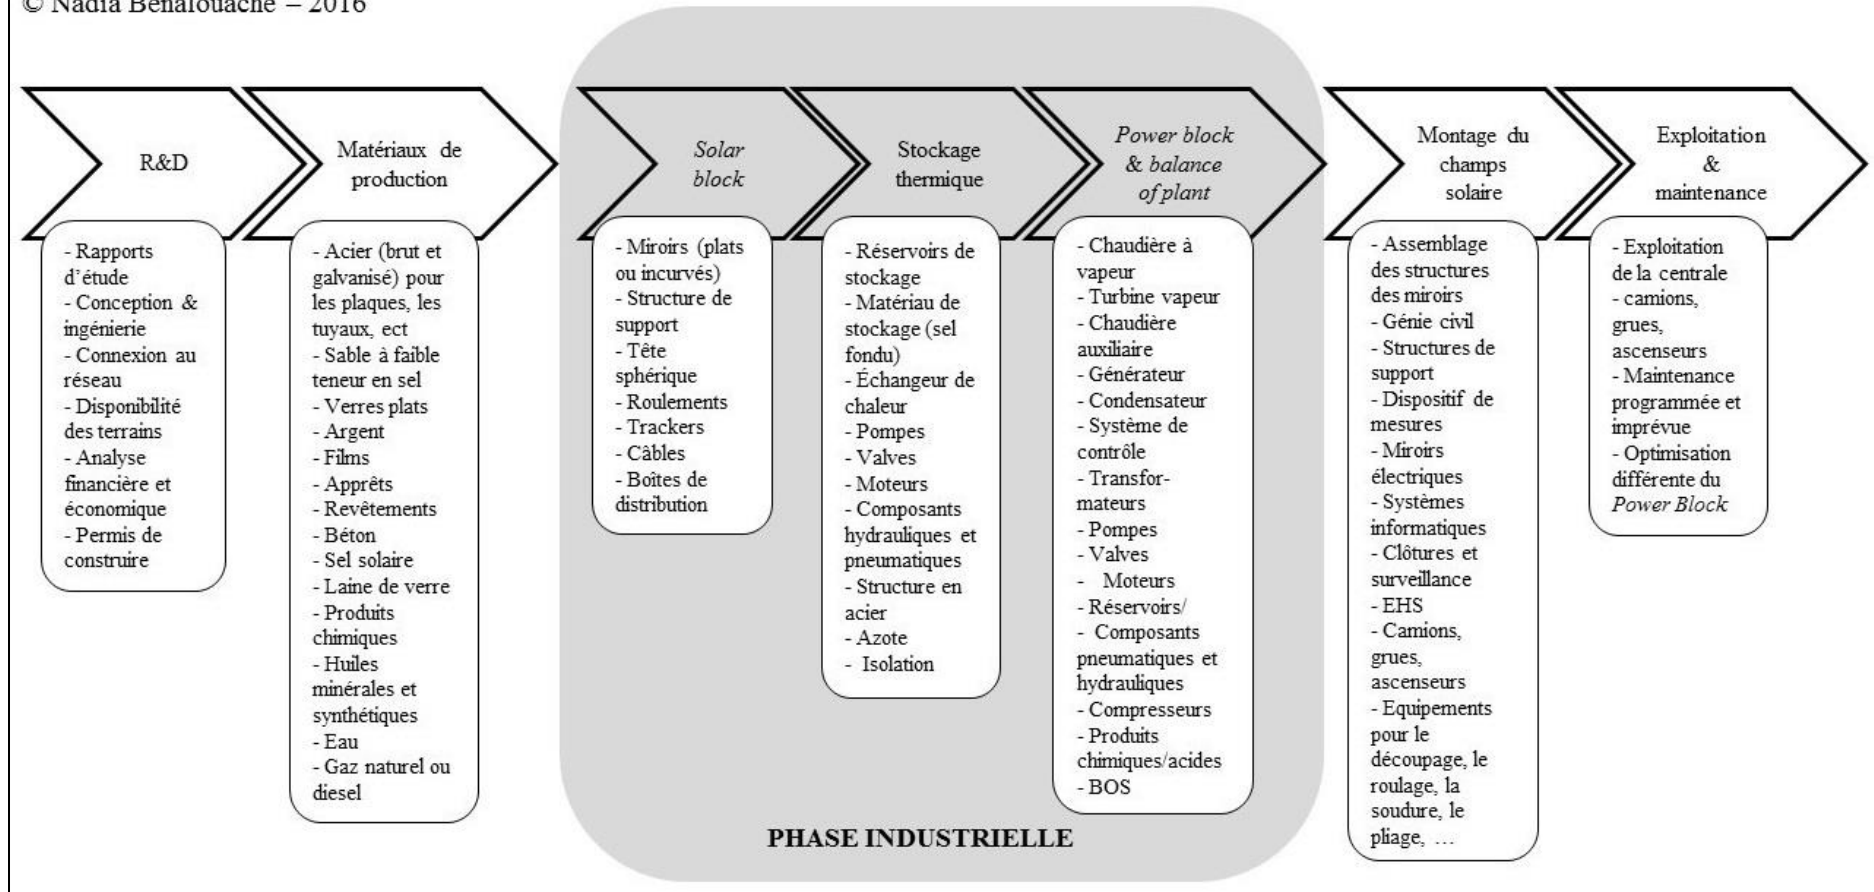 © Nadia Benalouache – 2016
R&D
- Rapports
d’étude
- Conception &
ingénierie
- Connexion au
réseau
- Disponibilité
des terrains
- Analyse
financière et
économique
- Permis de
construire
Matériaux de
production
- Acier (brut et
galvanisé) pour
les plaques, les
tuyaux, ect
- Sable à faible
teneur en sel
- Verres plats
- Argent
- Films
- Apprêts
- Revêtements
- Béton
- Sel solaire
- Laine de verre
- Produits
chimiques
- Huiles
minérales et
synthétiques
- Eau
- Gaz naturel ou
diesel
Solar
block
- Miroirs (plats
ou incurvés)
- Structure de
support
- Tête
sphérique
- Roulements
- Trackers
- Câbles
- Boîtes de
distribution
Stockage
thermique
- Réservoirs de
stockage
- Matériau de
stockage (sel
fondu)
- Échangeur de
chaleur
- Pompes
- Valves
- Moteurs
- Composants
hydrauliques et
pneumatiques
- Structure en
acier
- Azote
- Isolation
Power block
& balance
of plant
- Chaudière à
vapeur
- Turbine vapeur
- Chaudière
auxiliaire
- Générateur
- Condensateur
- Système de
contrôle
- Transfor-
mateurs
- Pompes
- Valves
- Moteurs
- Réservoirs/
- Composants
pneumatiques et
hydrauliques
- Compresseurs
- Produits
chimiques/acides
- BOS
PHASE INDUSTRIELLE
Montage du
champs
solaire
- Assemblage
des structures
des miroirs
- Génie civil
- Structures de
support
- Dispositif de
mesures
- Miroirs
électriques
- Systèmes
informatiques
- Clôtures et
surveillance
- EHS
- Camions,
grues,
ascenseurs
- Equipements
pour le
découpage, le
roulage, la
soudure, le
pliage, …
Exploitation
&
maintenance
- Exploitation
de la centrale
- camions,
grues,
ascenseurs
- Maintenance
programmée et
imprévue
- Optimisation
différente du
Power Block